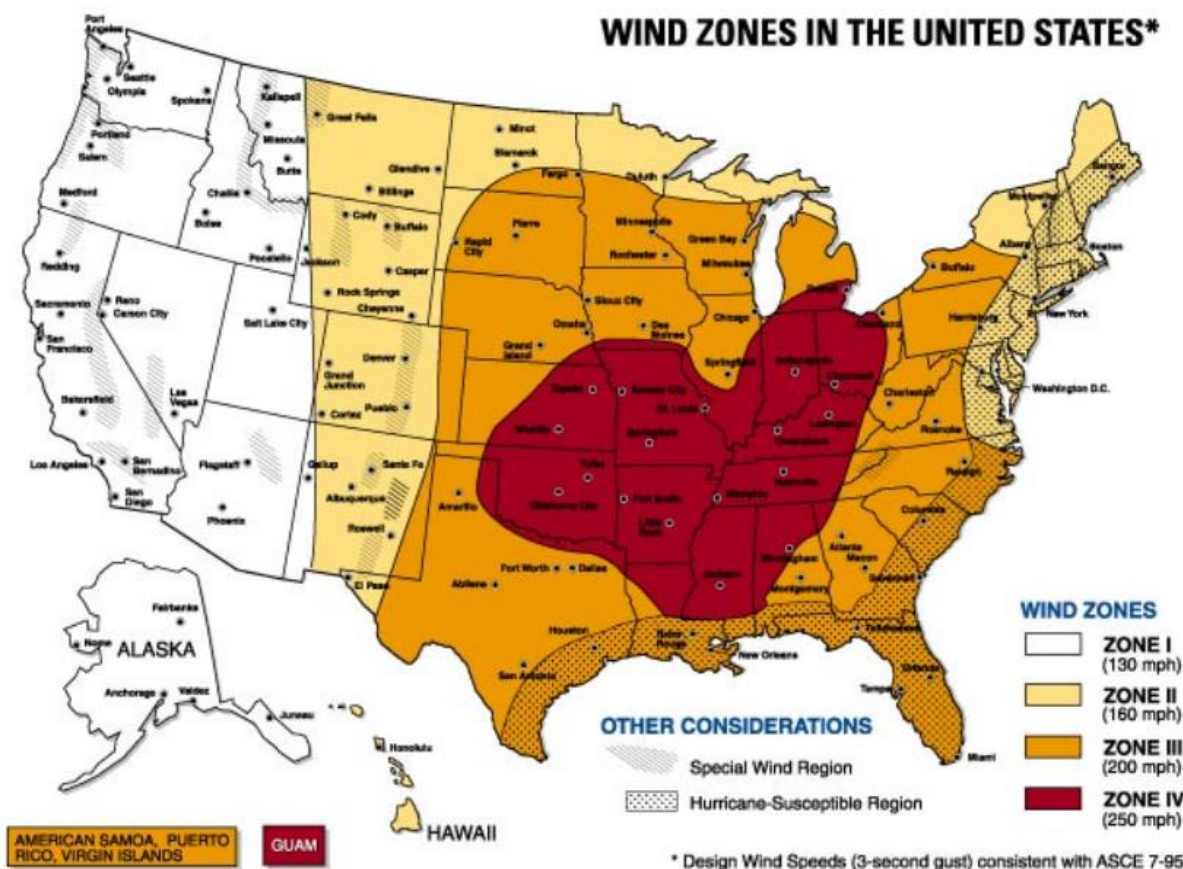 WIND ZONES IN THE UNITED STATES*
Port
Angeles
Seattle
Olympia
Spokane
Portland
Salem
Medford
Kalispell
Missoula
Butte
Challis
Boise
Pocatello
Great Falls
Glendive
Billings
Cody
Buffalo
Jackson
Casper
Rock Springs
Cheyenne
Minot
Bismarck
Fargo
Duluth
Pierre
Rapid
City
Minneapolis
Rochester
Green Bay
Milwaukee
Sioux City
Omaha
Des
Moines
Grand
Island
Chicago
Springfield
Detroit
Cleveland
Buffalo
Albany
Montpelier
Bangor
Boston
New York
Harrisburg
Washington D.C.
Redding
Sacramento
San
Francisco
Reno
Carson City
Salt Lake City
Las
Vegas
Bakersfield
Los Angeles
San
Bernadino
San
Diego
Flagstaff
Phoenix
Gallup
Grand
Junction
Denver
Pueblo
Cortez
Santa Fe
Albuquerque
Roswell
El Paso
Amarillo
Topeka
Kansas City
Wichita
St. Louis
Springfield
Tulsa
Oklahoma City
Fort Smith
Little
Rock
Indianapolis
Cincinnati
Lexington
Owensboro
Nashville
Memphis
Charleston
Roanoke
Raleigh
Columbia
Atlanta
Macon
Savannah
Birmingham
Montgomery
Jackson
Fort Worth
Dallas
Abilene
Houston
San Antonio
Baton
Rouge
New Orleans
Tallahassee
Orlando
Tampa
Miami
Fairbanks
Nome
ALASKA
Anchorage
Valdez
Juneau
Honolulu
HAWAII
AMERICAN SAMOA, PUERTO
RICO, VIRGIN ISLANDS
GUAM
OTHER CONSIDERATIONS
Special Wind Region
Hurricane-Susceptible Region
WIND ZONES
ZONE I
(130 mph)
ZONE II
(160 mph)
ZONE III
(200 mph)
ZONE IV
(250 mph)
* Design Wind Speeds (3-second gust) consistent with ASCE 7-95